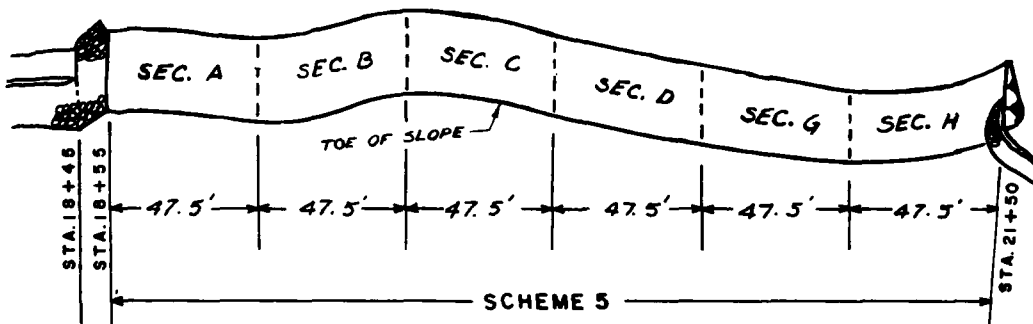 SEC. A
SEC. B
SEC. C
SEC. D
SEC. G
SEC. H
TOE OF SLOPE
47.5'
47.5'
47.5'
47.5'
47.5'
47.5'
STA. 18+45
STA. 18+55
STA. 21+50
SCHEME 5